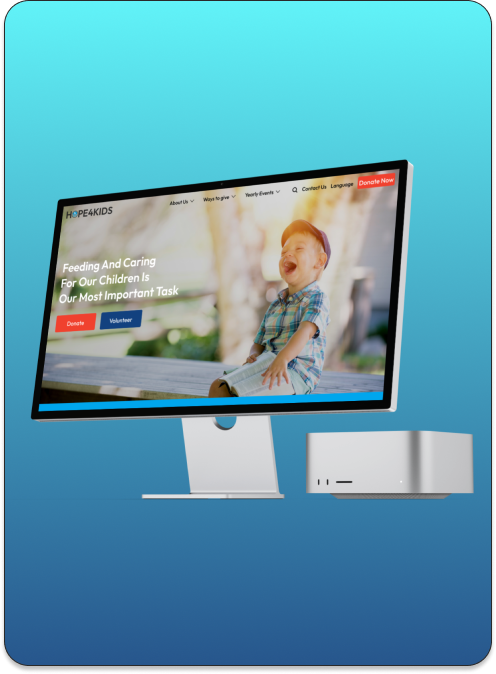 HOPE4KIDS
About Us
Ways to give
Yearly Events
Contact Us
Language
Donate Now
Feeding And Caring
For Our Children Is
Our Most Important Task
Donate
Volunteer